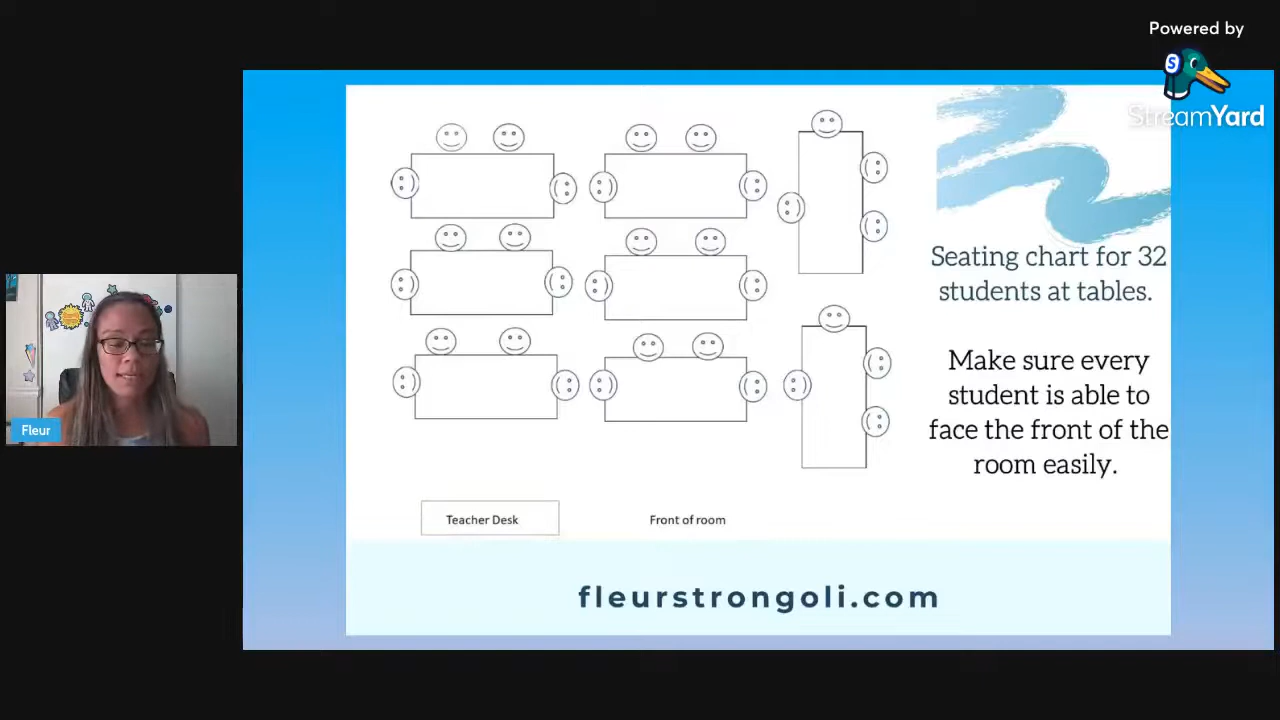 Powered by
StreamYard
Seating chart for 32
students at tables.
Make sure every
student is able to
face the front of the
room easily.
Fleur
Teacher Desk
Front of room
fleurstrongoli.com